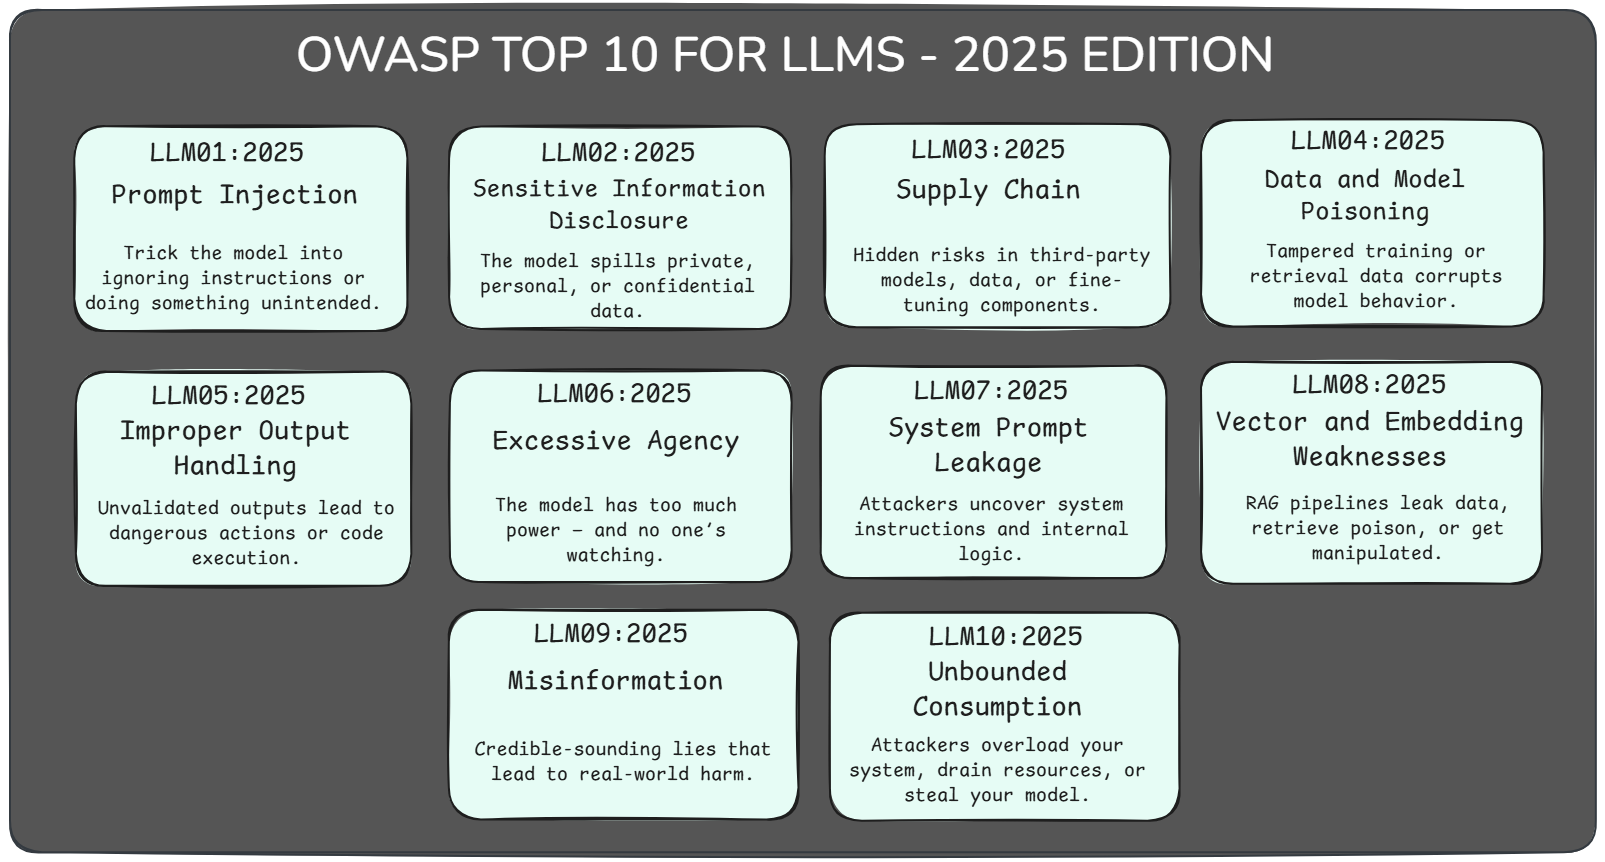 OWASP TOP 10 FOR LLMS - 2025 EDITION
LLM01:2025
Prompt Injection
Trick the model into
ignoring instructions or
doing something unintended.
LLM02:2025
Sensitive Information
Disclosure
The model spills private,
personal, or confidential
data.
LLM03:2025
Supply Chain
Hidden risks in third-party
models, data, or fine-
tuning components.
LLM04:2025
Data and Model
Poisoning
Tampered training or
retrieval data corrupts
model behavior.
LLM05:2025
Improper Output
Handling
Unvalidated outputs lead to
dangerous actions or code
execution.
LLM06:2025
Excessive Agency
The model has too much
power – and no one’s
watching.
LLM07:2025
System Prompt
Leakage
Attackers uncover system
instructions and internal
logic.
LLM08:2025
Vector and Embedding
Weaknesses
RAG pipelines leak data,
retrieve poison, or get
manipulated.
LLM09:2025
Misinformation
Credible-sounding lies that
lead to real-world harm.
LLM10:2025
Unbounded
Consumption
Attackers overload your
system, drain resources, or
steal your model.